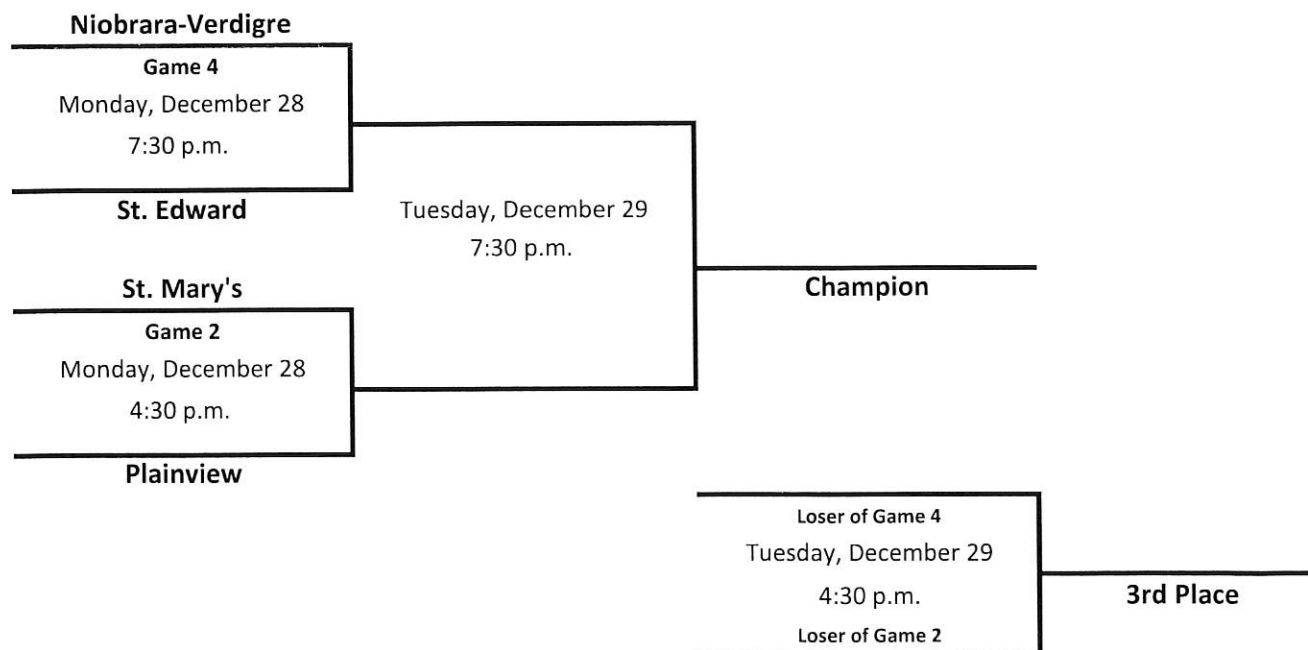 Niobrara-Verdigre
Game 4
Monday, December 28
7:30 p.m.
St. Edward
Tuesday, December 29
7:30 p.m.
Champion
St. Mary's
Game 2
Monday, December 28
4:30 p.m.
Plainview
Loser of Game 4
Tuesday, December 29
4:30 p.m.
Loser of Game 2
3rd Place